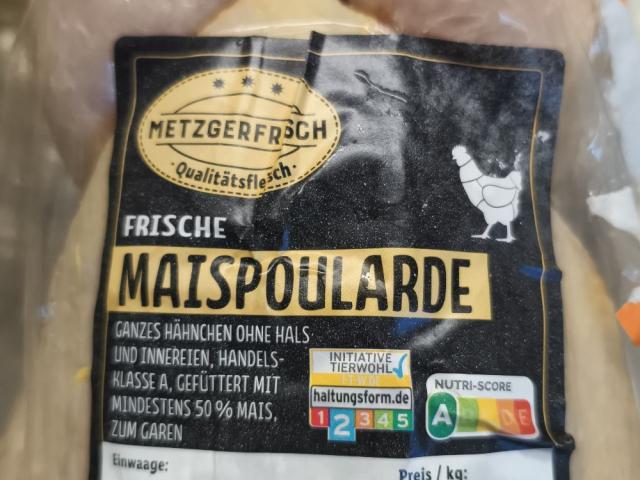 METZGERFRISCH
Qualitätsfleisch
FRISCHE
MAISPOULARDE
GANZES HÄHNCHEN OHNE HALS
UND INNEREIEN, HANDELS-
KLASSE A, GEFÜTTERT MIT
MINDESTENS 50 % MAIS,
ZUM GAREN
INITIATIVE
TIERWOHL
haltungsform.de
1 2 3 4 5
NUTRI-SCORE
A D E
Einwaage:
Preis / kg: